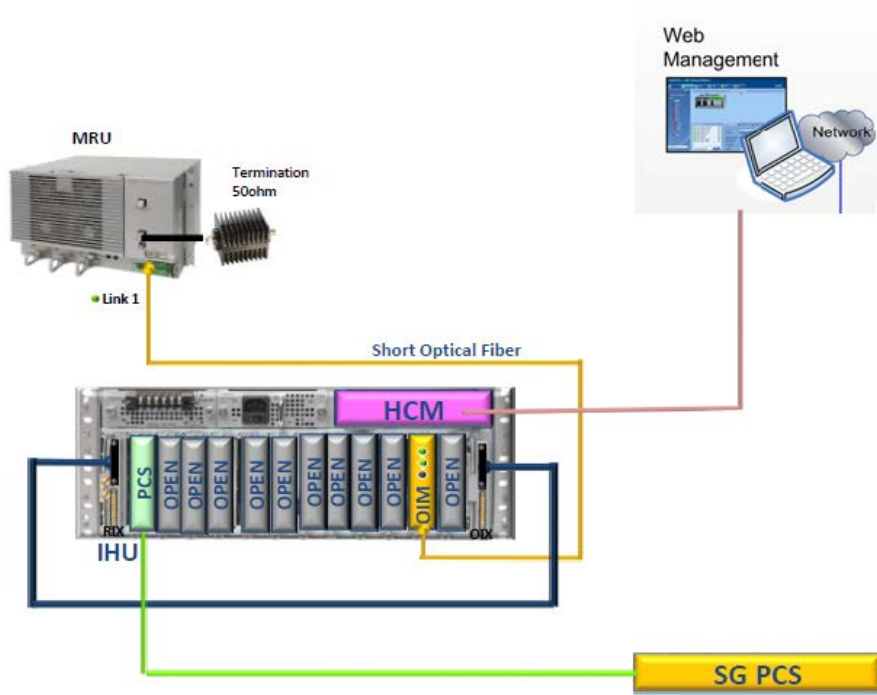 Web
Management
Network
MRU
Termination
50ohm
Link 1
Short Optical Fiber
HCM
PCS
OPEN
OPEN
OPEN
OPEN
OPEN
OPEN
OPEN
OPEN
OPEN
OIM
OPEN
RIX
OIX
IHU
SG PCS